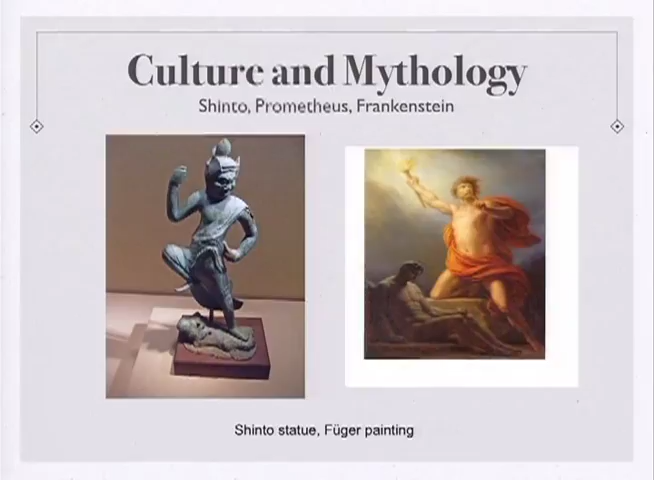 Culture and Mythology
Shinto, Prometheus, Frankenstein
Shinto statue, Füger painting